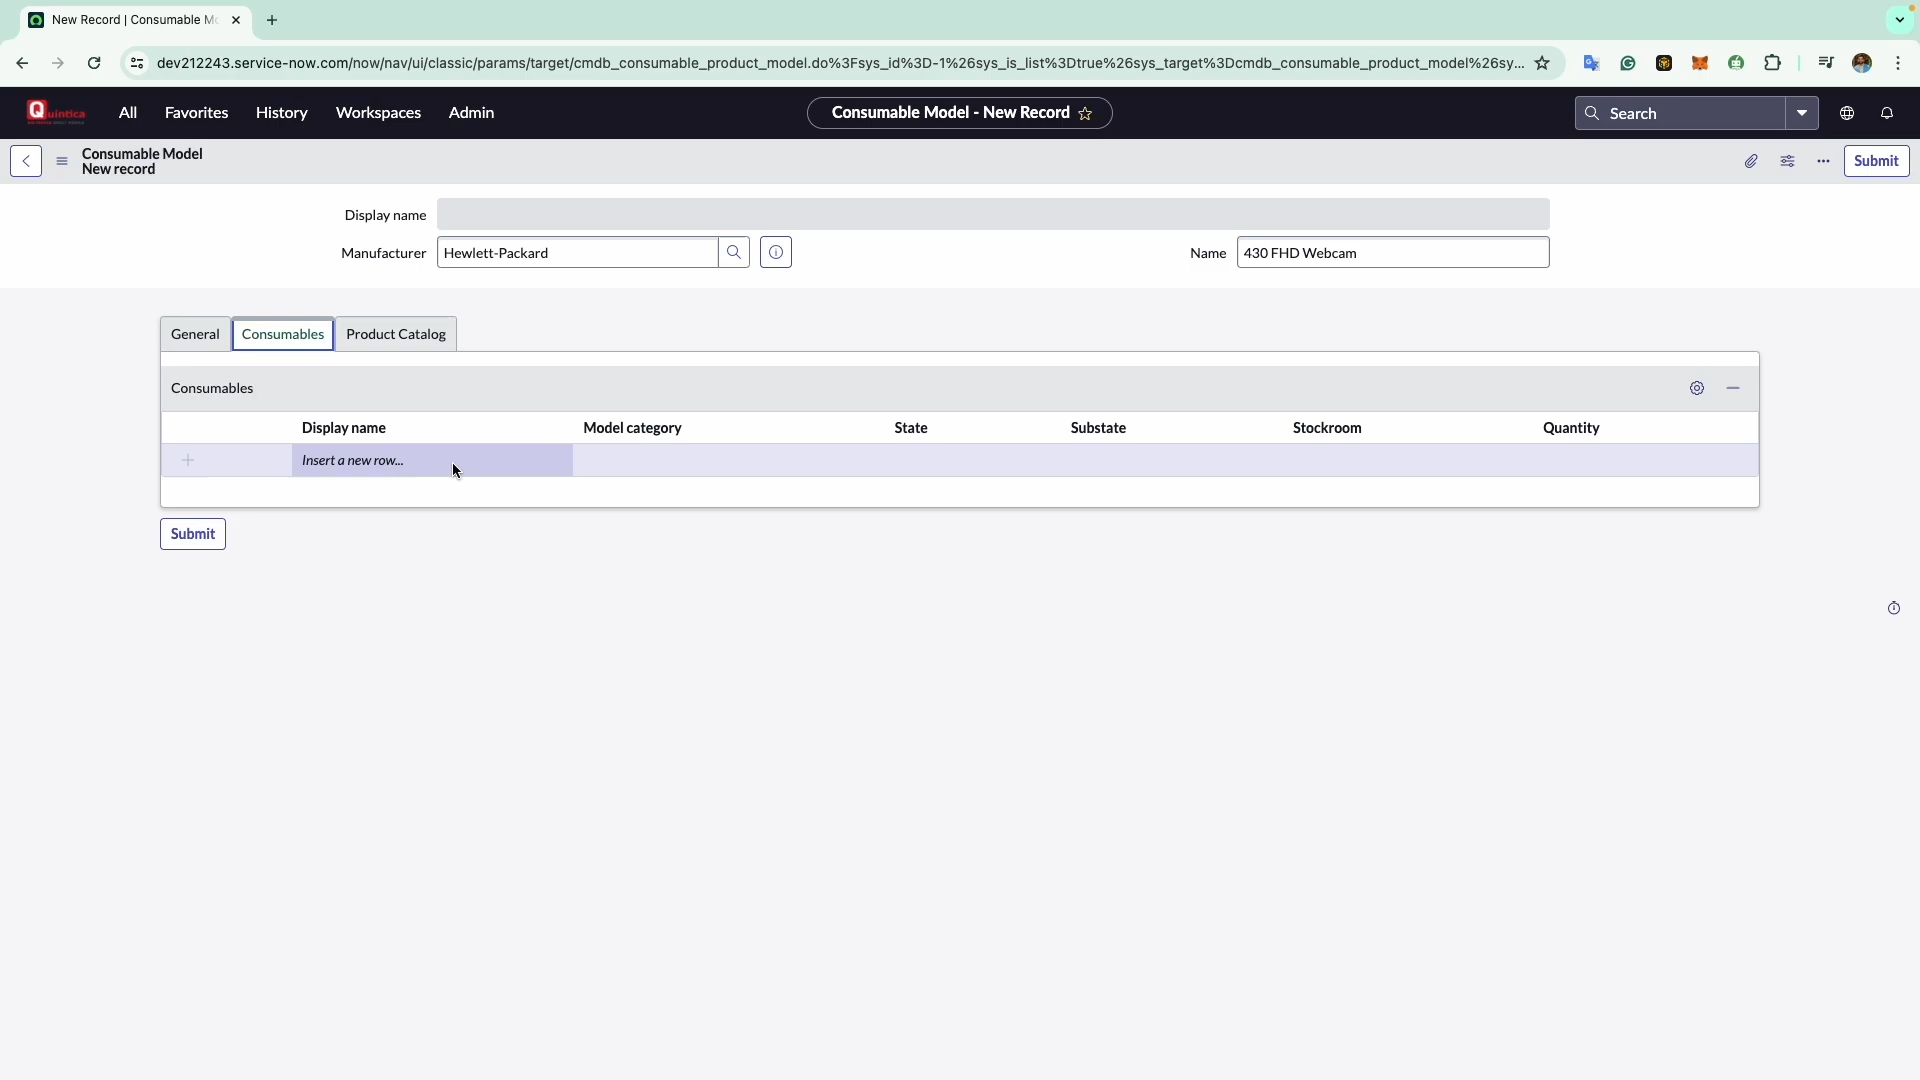 New Record | Consumable Mo
dev212243.service-now.com/now/nav/ui/classic/params/target/cmdb_consumable_product_model.do%3Fsys_id%3D-1%26sys_is_list%3Dtrue%26sys_target%3Dcmdb_consumable_product_model%26sy...
Quintica
All
Favorites
History
Workspaces
Admin
Consumable Model - New Record
Search
Consumable Model
New record
Submit
Display name
Manufacturer
Hewlett-Packard
Name
430 FHD Webcam
General
Consumables
Product Catalog
Consumables
Display name
Model category
State
Substate
Stockroom
Quantity
Insert a new row...
Submit